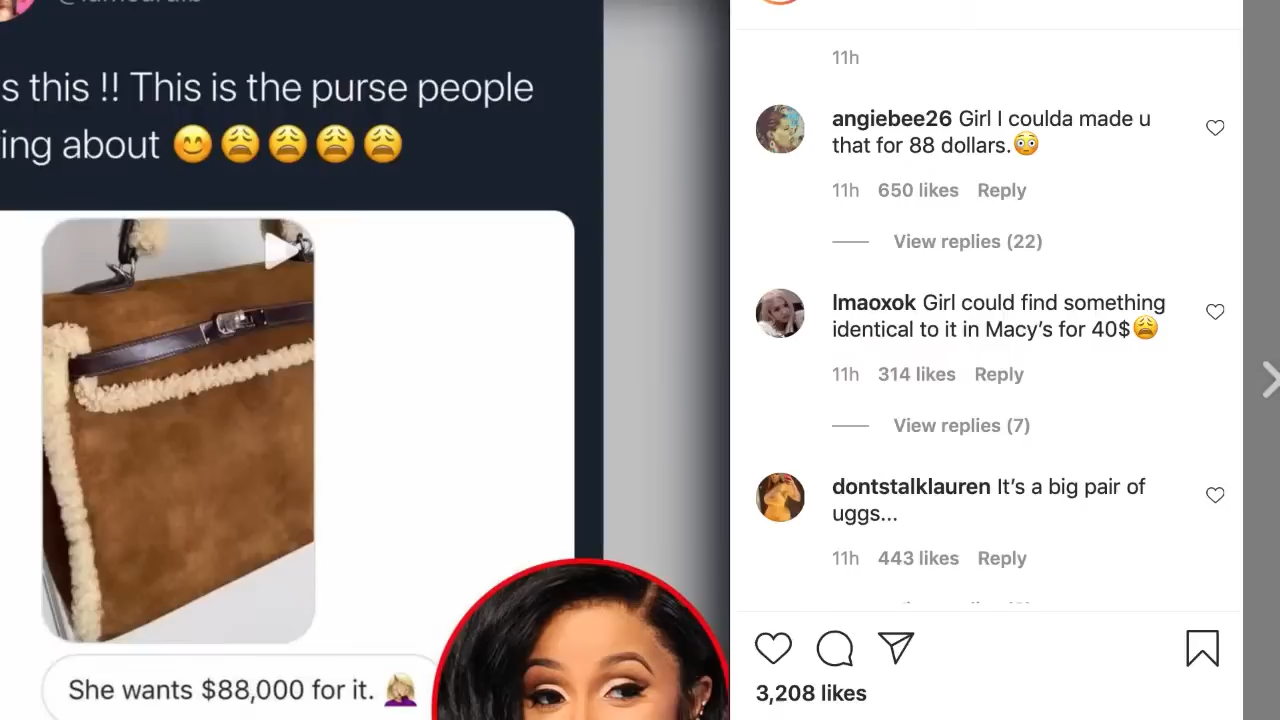 s this !! This is the purse people
ing about 😊😩😩😩😩
She wants $88,000 for it. 🤦🏼‍♀️
11h
angiebee26 Girl I coulda made u
that for 88 dollars.😳
11h 650 likes Reply
View replies (22)
lmaoxok Girl could find something
identical to it in Macy’s for 40$😩
11h 314 likes Reply
View replies (7)
dontstalklauren It’s a big pair of
uggs...
11h 443 likes Reply
3,208 likes